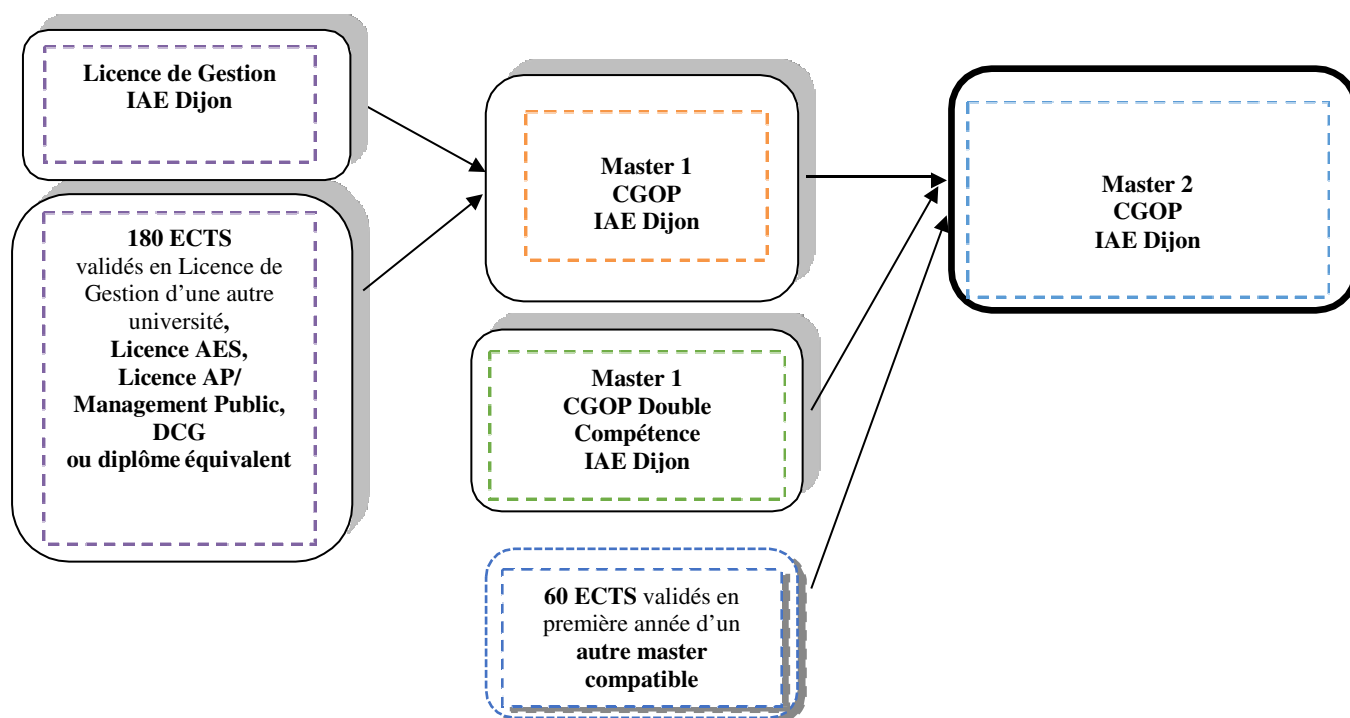 Licence de Gestion
IAE Dijon
180 ECTS
validés en Licence de
Gestion d’une autre
université,
Licence AES,
Licence AP/
Management Public,
DCG
ou diplôme équivalent
Master 1
CGOP
IAE Dijon
Master 1
CGOP Double
Compétence
IAE Dijon
60 ECTS validés en
première année d’un
autre master
compatible
Master 2
CGOP
IAE Dijon